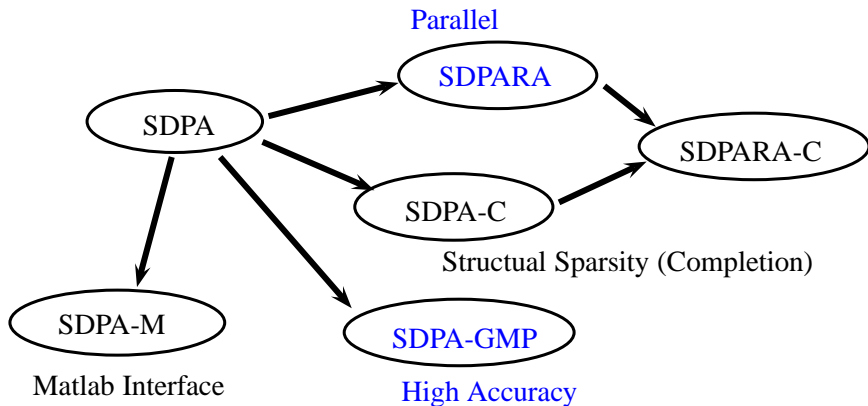 Parallel
SDPARA
SDPA
SDPARA-C
SDPA-C
Structual Sparsity (Completion)
SDPA-M
SDPA-GMP
Matlab Interface
High Accuracy